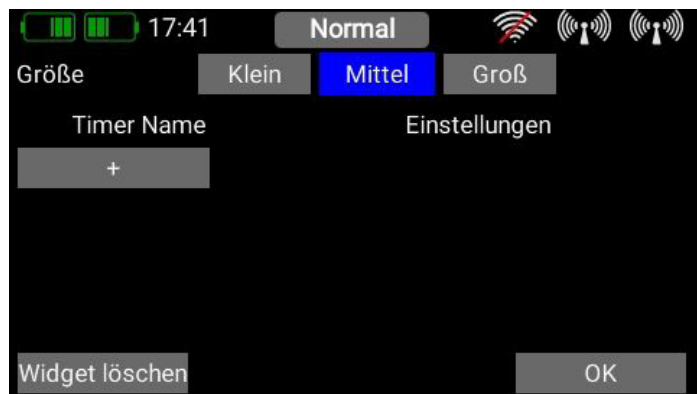 17:41 Normal
Größe Klein Mittel Groß
Timer Name Einstellungen
+
Widget löschen OK